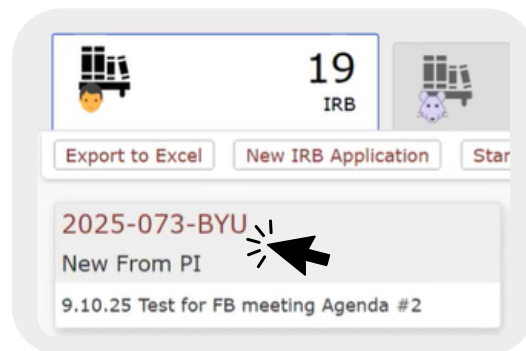 19
IRB
Export to Excel
New IRB Application
Star
2025-073-BYU
New From PI
9.10.25 Test for FB meeting Agenda #2